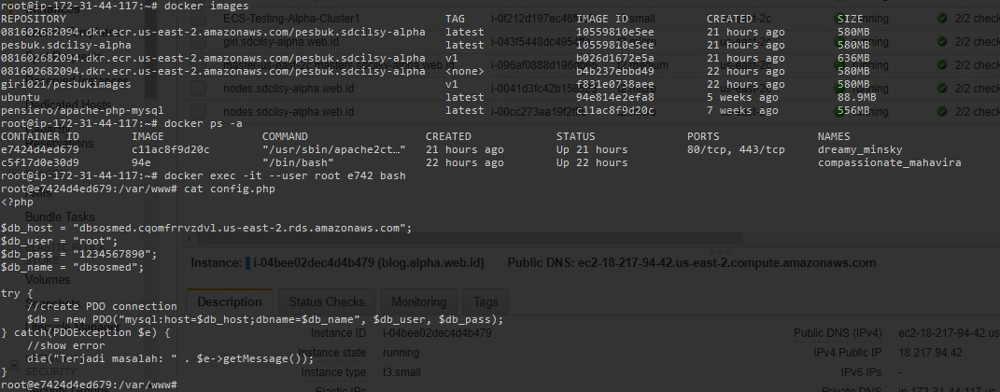 root@ip-172-31-44-117:~# docker images
REPOSITORY TAG IMAGE ID CREATED SIZE
081602682094.dkr.ecr.us-east-2.amazonaws.com/pesbuk.sdcilsy-alpha latest 10559810e5ee 21 hours ago 580MB
pesbuk.sdcilsy-alpha latest 10559810e5ee 21 hours ago 580MB
081602682094.dkr.ecr.us-east-2.amazonaws.com/pesbuk.sdcilsy-alpha v1 b026d1672e5a 21 hours ago 636MB
081602682094.dkr.ecr.us-east-2.amazonaws.com/pesbuk.sdcilsy-alpha <none> b4b2237ebbd49 22 hours ago 580MB
giri021/pesbukimages v1 f831e0738aee 22 hours ago 580MB
ubuntu latest 94e814e2efa8 5 weeks ago 88.9MB
pensiero/apache-php-mysql latest c11ac8f9d20c 7 weeks ago 556MB
root@ip-172-31-44-117:~# docker ps -a
CONTAINER ID IMAGE COMMAND CREATED STATUS PORTS NAMES
e7424d4ed679 c11ac8f9d20c "/usr/sbin/apache2ct…" 21 hours ago Up 21 hours 80/tcp, 443/tcp dreamy_minsky
c5f17d0e30d9 94e "/bin/bash" 22 hours ago Up 22 hours compassionate_mahavira
root@ip-172-31-44-117:~# docker exec -it --user root e742 bash
root@e7424d4ed679:/var/www# cat config.php
<?php
$db_host = "dbsosmed.cqomfrrvzdvl.us-east-2.rds.amazonaws.com";
$db_user = "root";
$db_pass = "1234567890";
$db_name = "dbsosmed";
try {
//create PDO connection
$db = new PDO("mysql:host=$db_host;dbname=$db_name", $db_user, $db_pass);
} catch(PDOException $e) {
//show error
die("Terjadi masalah: " . $e->getMessage());
}
root@e7424d4ed679:/var/www#
ECS-Testing-Alpha-Cluster1
giri.sdcilsy-alpha.web.id
nodes.sdcilsy-alpha.web.id
nodes.sdcilsy-alpha.web.id
Dedicated Hosts
Bundle Tasks
Volumes
Instance: i-04bee02dec4d4b479 (blog.alpha.web.id) Public DNS: ec2-18-217-94-42.us-east-2.compute.amazonaws.com
Description Status Checks Monitoring Tags
Instance ID i-04bee02dec4d4b479 Public DNS (IPv4) ec2-18-217-94-42.us
Instance state running IPv4 Public IP 18.217.94.42
Instance type t3.small IPv6 IPs -